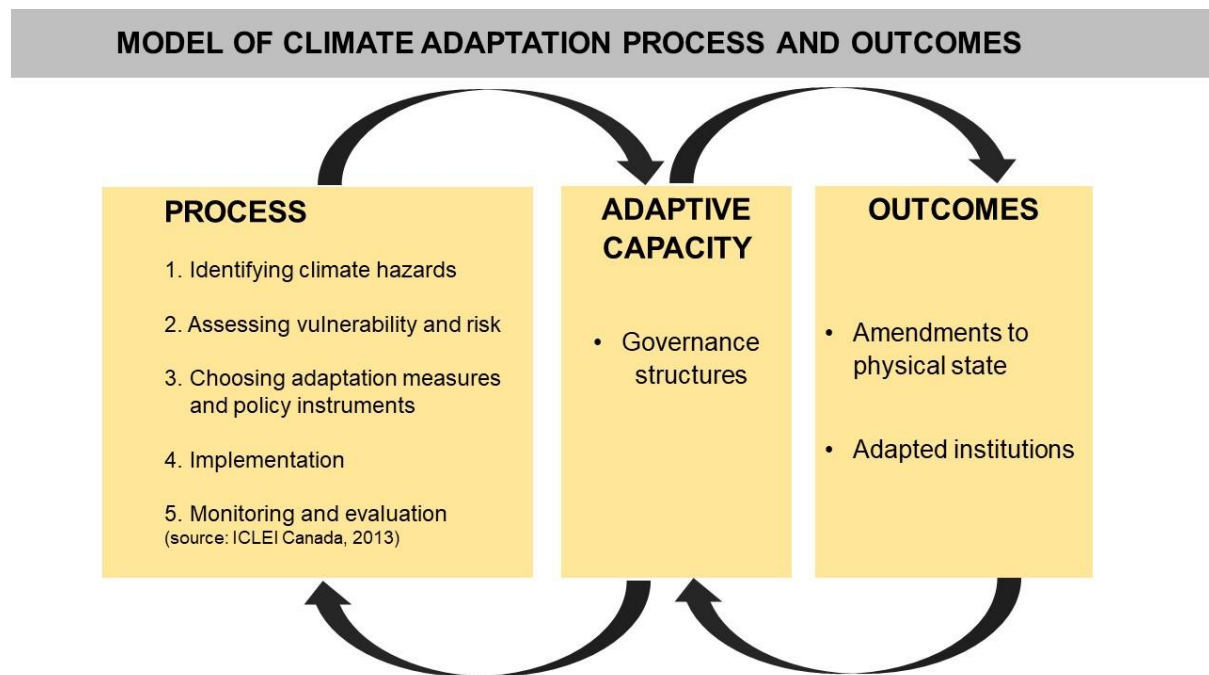 MODEL OF CLIMATE ADAPTATION PROCESS AND OUTCOMES
PROCESS
1. Identifying climate hazards
2. Assessing vulnerability and risk
3. Choosing adaptation measures
and policy instruments
4. Implementation
5. Monitoring and evaluation
(source: ICLEI Canada, 2013)
ADAPTIVE
CAPACITY
• Governance
structures
OUTCOMES
• Amendments to
physical state
• Adapted institutions